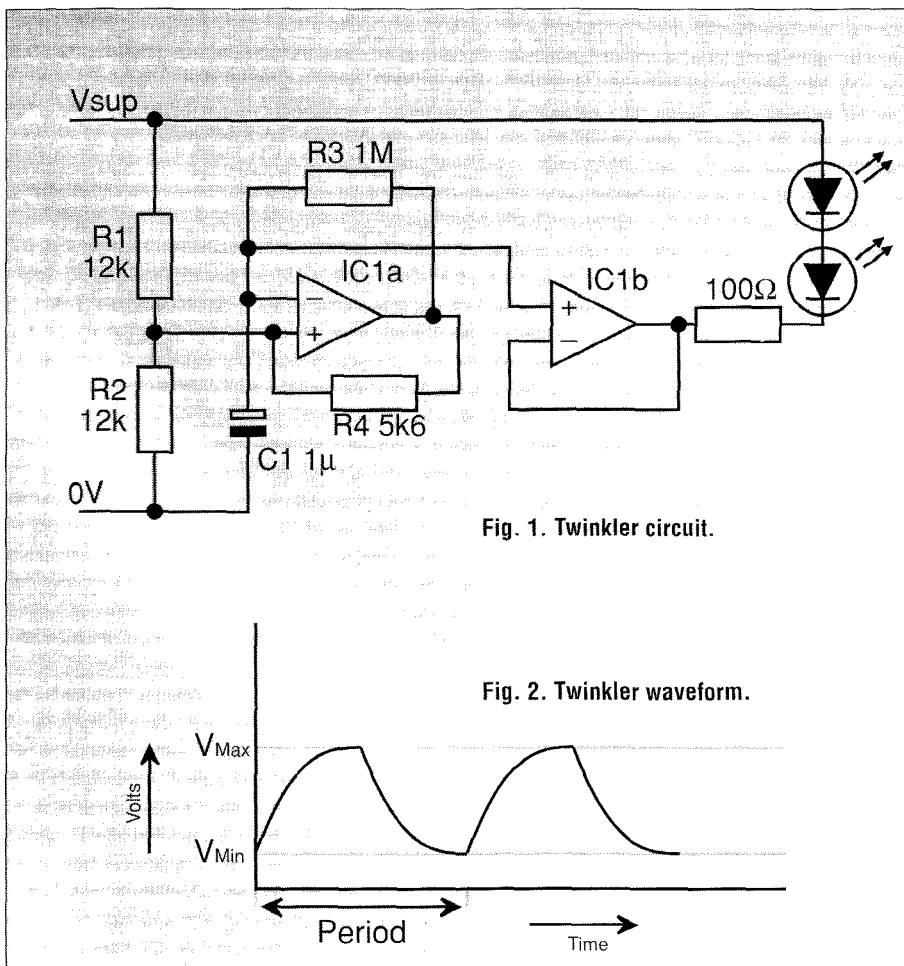 Vsup
R3 1M
R1
12k
IC1a
−
+
IC1b
+
−
100Ω
R2
12k
R4 5k6
C1 1µ
0V
Fig. 1. Twinkler circuit.
Fig. 2. Twinkler waveform.
VMax
Volts
VMin
Period
Time